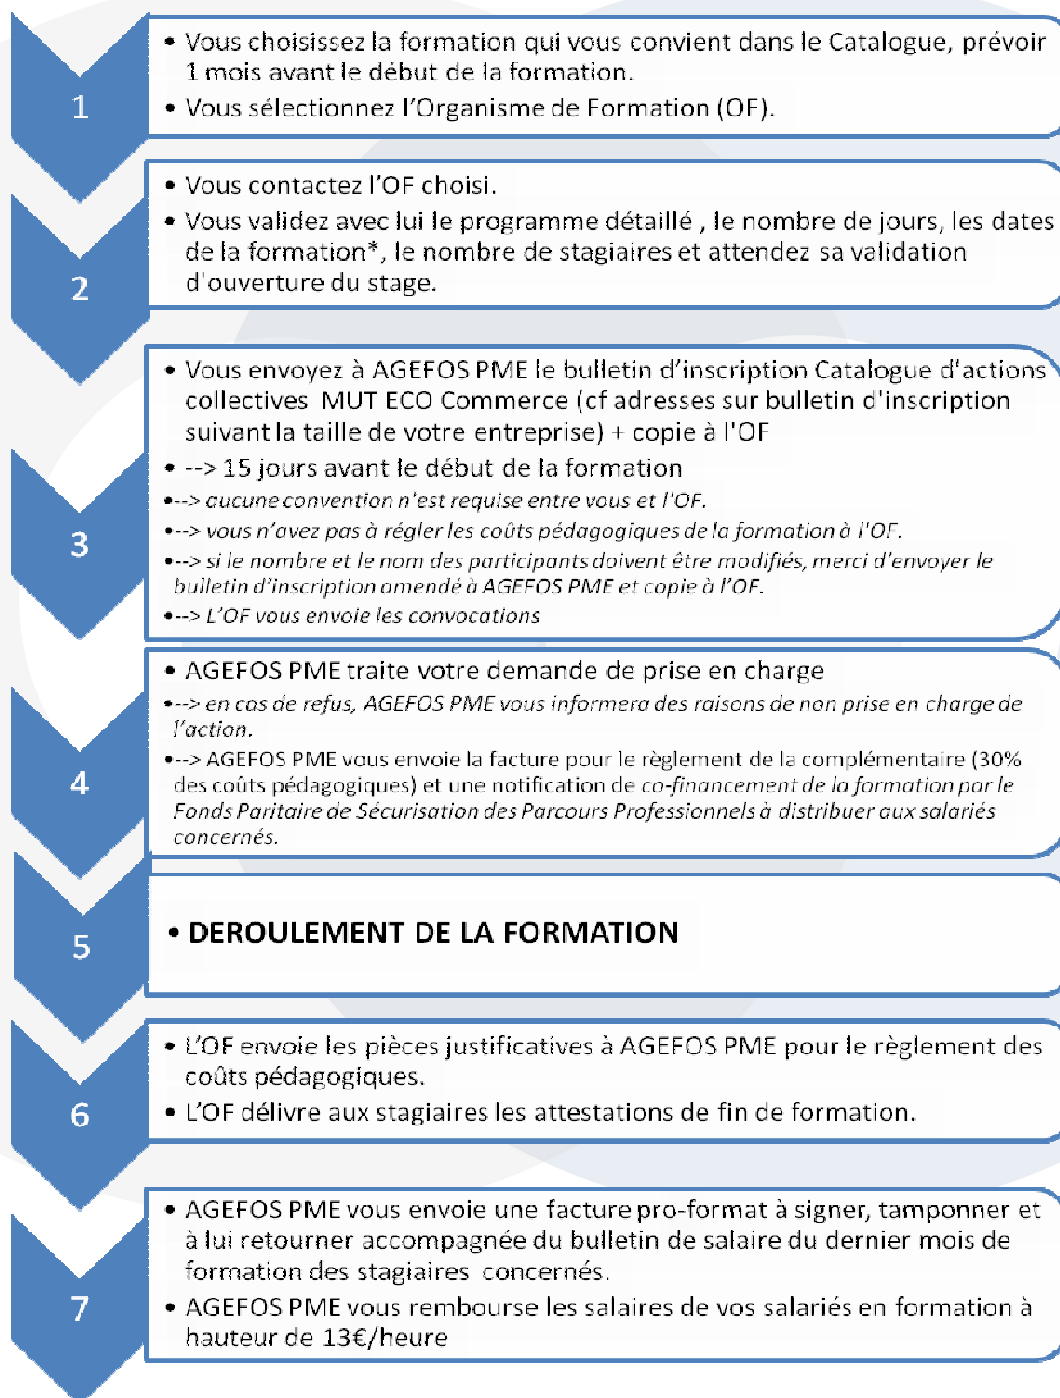 1
• Vous choisissez la formation qui vous convient dans le Catalogue, prévoir
1 mois avant le début de la formation.
• Vous sélectionnez l’Organisme de Formation (OF).
2
• Vous contactez l’OF choisi.
• Vous validez avec lui le programme détaillé , le nombre de jours, les dates
de la formation*, le nombre de stagiaires et attendez sa validation
d'ouverture du stage.
3
• Vous envoyez à AGEFOS PME le bulletin d’inscription Catalogue d'actions
collectives MUT ECO Commerce (cf adresses sur bulletin d'inscription
suivant la taille de votre entreprise) + copie à l'OF
• --> 15 jours avant le début de la formation
•--> aucune convention n'est requise entre vous et l'OF.
•--> vous n’avez pas à régler les coûts pédagogiques de la formation à l'OF.
•--> si le nombre et le nom des participants doivent être modifiés, merci d'envoyer le
bulletin d’inscription amendé à AGEFOS PME et copie à l’OF.
•--> L’OF vous envoie les convocations
4
• AGEFOS PME traite votre demande de prise en charge
•--> en cas de refus, AGEFOS PME vous informera des raisons de non prise en charge de
l’action.
•--> AGEFOS PME vous envoie la facture pour le règlement de la complémentaire (30%
des coûts pédagogiques) et une notification de co-financement de la formation par le
Fonds Paritaire de Sécurisation des Parcours Professionnels à distribuer aux salariés
concernés.
5
• DEROULEMENT DE LA FORMATION
6
• L’OF envoie les pièces justificatives à AGEFOS PME pour le règlement des
coûts pédagogiques.
• L’OF délivre aux stagiaires les attestations de fin de formation.
7
• AGEFOS PME vous envoie une facture pro-format à signer, tamponner et
à lui retourner accompagnée du bulletin de salaire du dernier mois de
formation des stagiaires concernés.
• AGEFOS PME vous rembourse les salaires de vos salariés en formation à
hauteur de 13€/heure